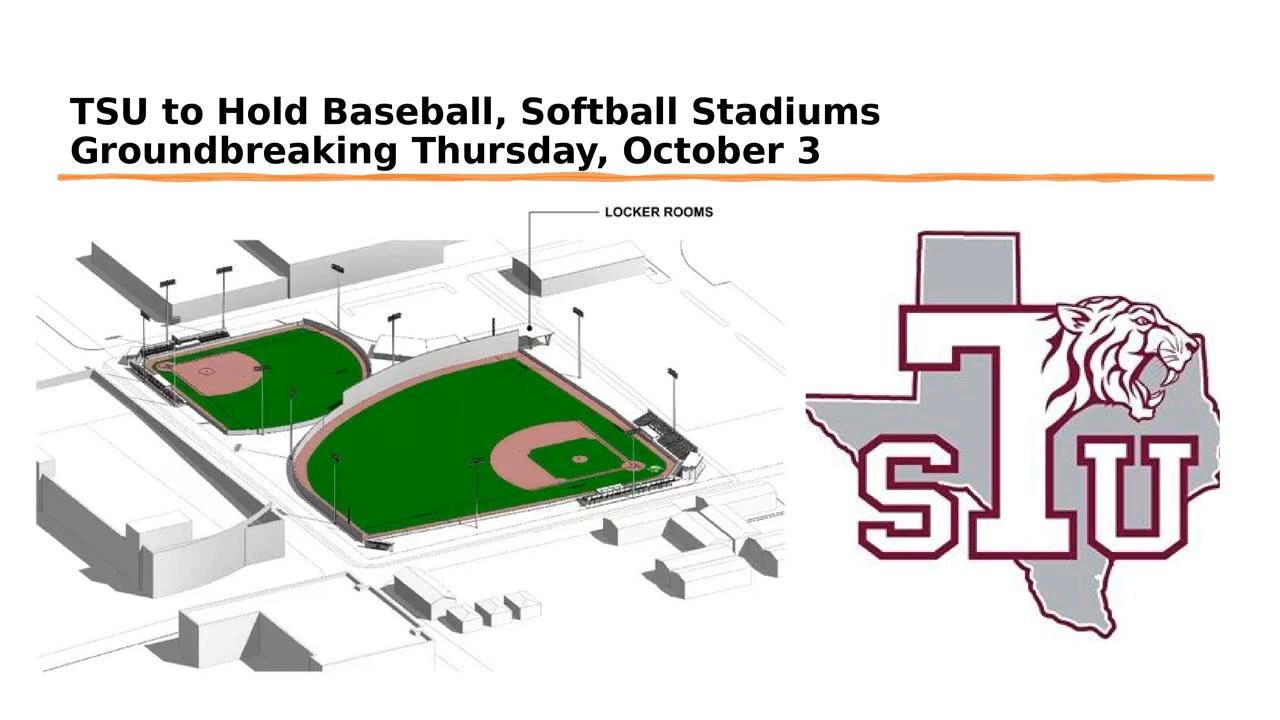 TSU to Hold Baseball, Softball Stadiums
Groundbreaking Thursday, October 3
LOCKER ROOMS
TSU